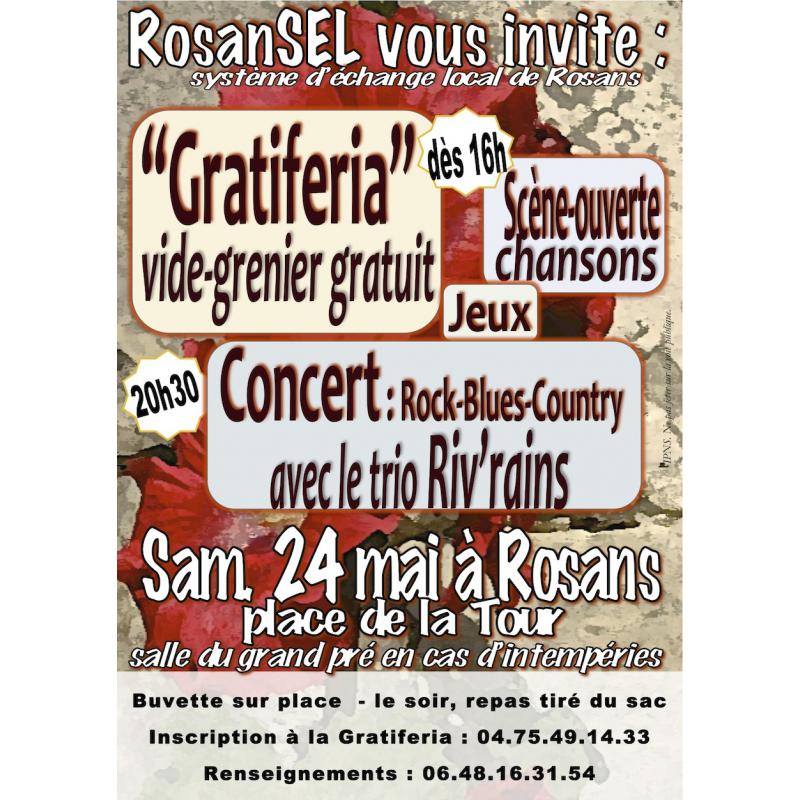 RosanSEL vous invite :
système d'échange local de Rosans
“Gratiferia”
vide-grenier gratuit
dès 16h
Scène-ouverte
chansons
Jeux
20h30
Concert : Rock-Blues-Country
avec le trio Riv'rains
IPNS. Ne pas jeter sur la voie publique.
Sam. 24 mai à Rosans
place de la Tour
salle du grand pré en cas d'intempéries
Buvette sur place - le soir, repas tiré du sac
Inscription à la Gratiferia : 04.75.49.14.33
Renseignements : 06.48.16.31.54